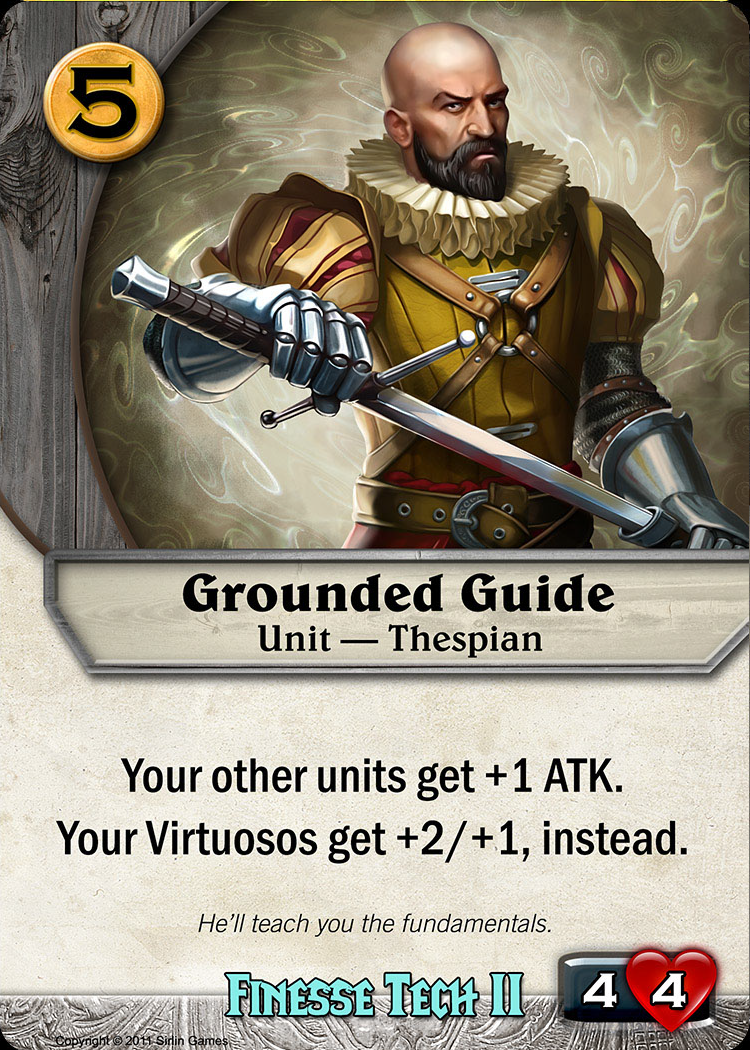 5
Grounded Guide
Unit — Thespian
Your other units get +1 ATK.
Your Virtuosos get +2/+1, instead.
He'll teach you the fundamentals.
Finesse Tech II
4 4
Copyright © 2011 Sirlin Games